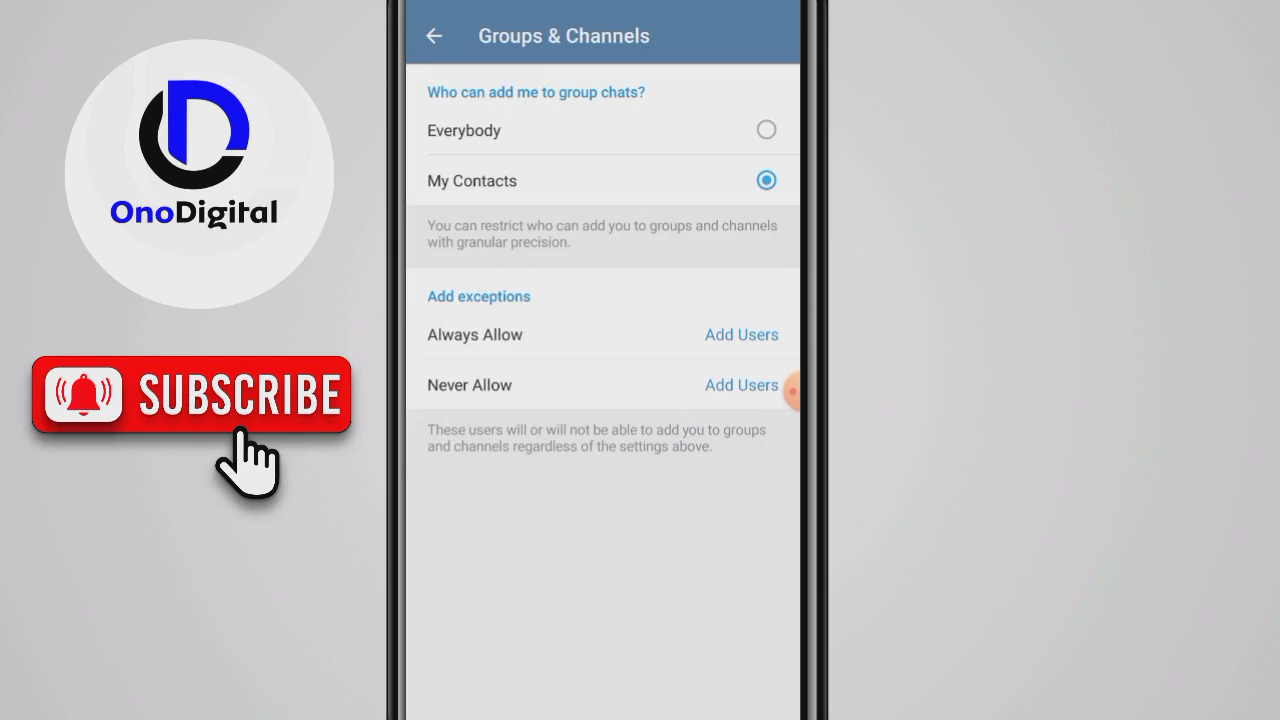 OnoDigital
SUBSCRIBE
Groups & Channels
Who can add me to group chats?
Everybody
My Contacts
You can restrict who can add you to groups and channels
with granular precision.
Add exceptions
Always Allow Add Users
Never Allow Add Users
These users will or will not be able to add you to groups
and channels regardless of the settings above.